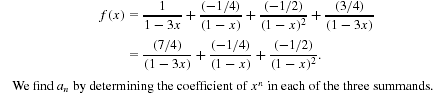 f(x) = 1/(1 − 3x) + (−1/4)/(1 − x) + (−1/2)/(1 − x)² + (3/4)/(1 − 3x)
= (7/4)/(1 − 3x) + (−1/4)/(1 − x) + (−1/2)/(1 − x)².
We find aₙ by determining the coefficient of xⁿ in each of the three summands.